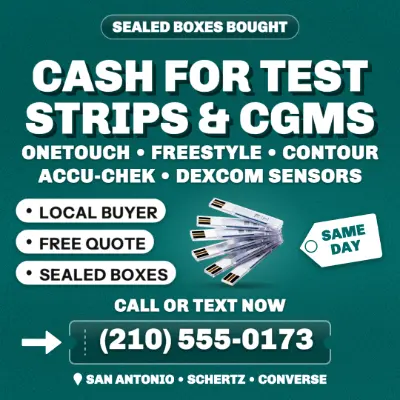 SEALED BOXES BOUGHT
CASH FOR TEST
STRIPS & CGMS
ONETOUCH • FREESTYLE • CONTOUR
ACCU-CHEK • DEXCOM SENSORS
• LOCAL BUYER
• FREE QUOTE
• SEALED BOXES
SAME
DAY
CALL OR TEXT NOW
(210) 555-0173
SAN ANTONIO • SCHERTZ • CONVERSE